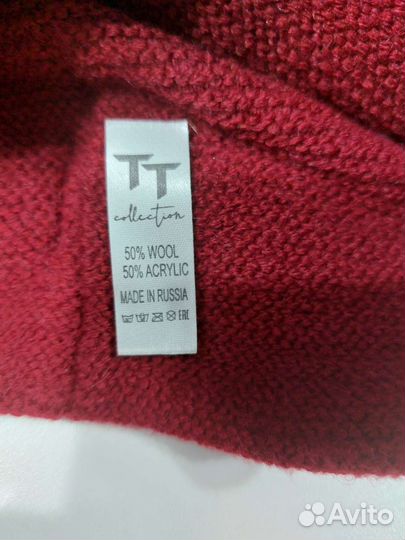 TT
collection
50% WOOL
50% ACRYLIC
MADE IN RUSSIA
EAC
Avito